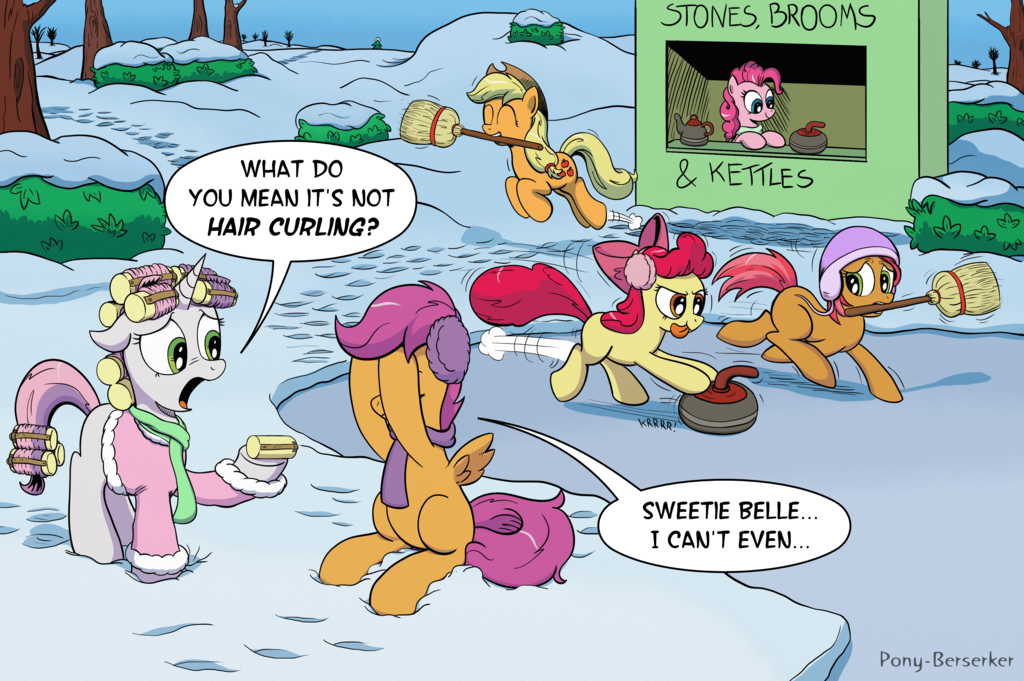 STONES, BROOMS
& KETTLES
WHAT DO
YOU MEAN IT'S NOT
HAIR CURLING?
KRRRR!
SWEETIE BELLE...
I CAN'T EVEN...
Pony-Berserker